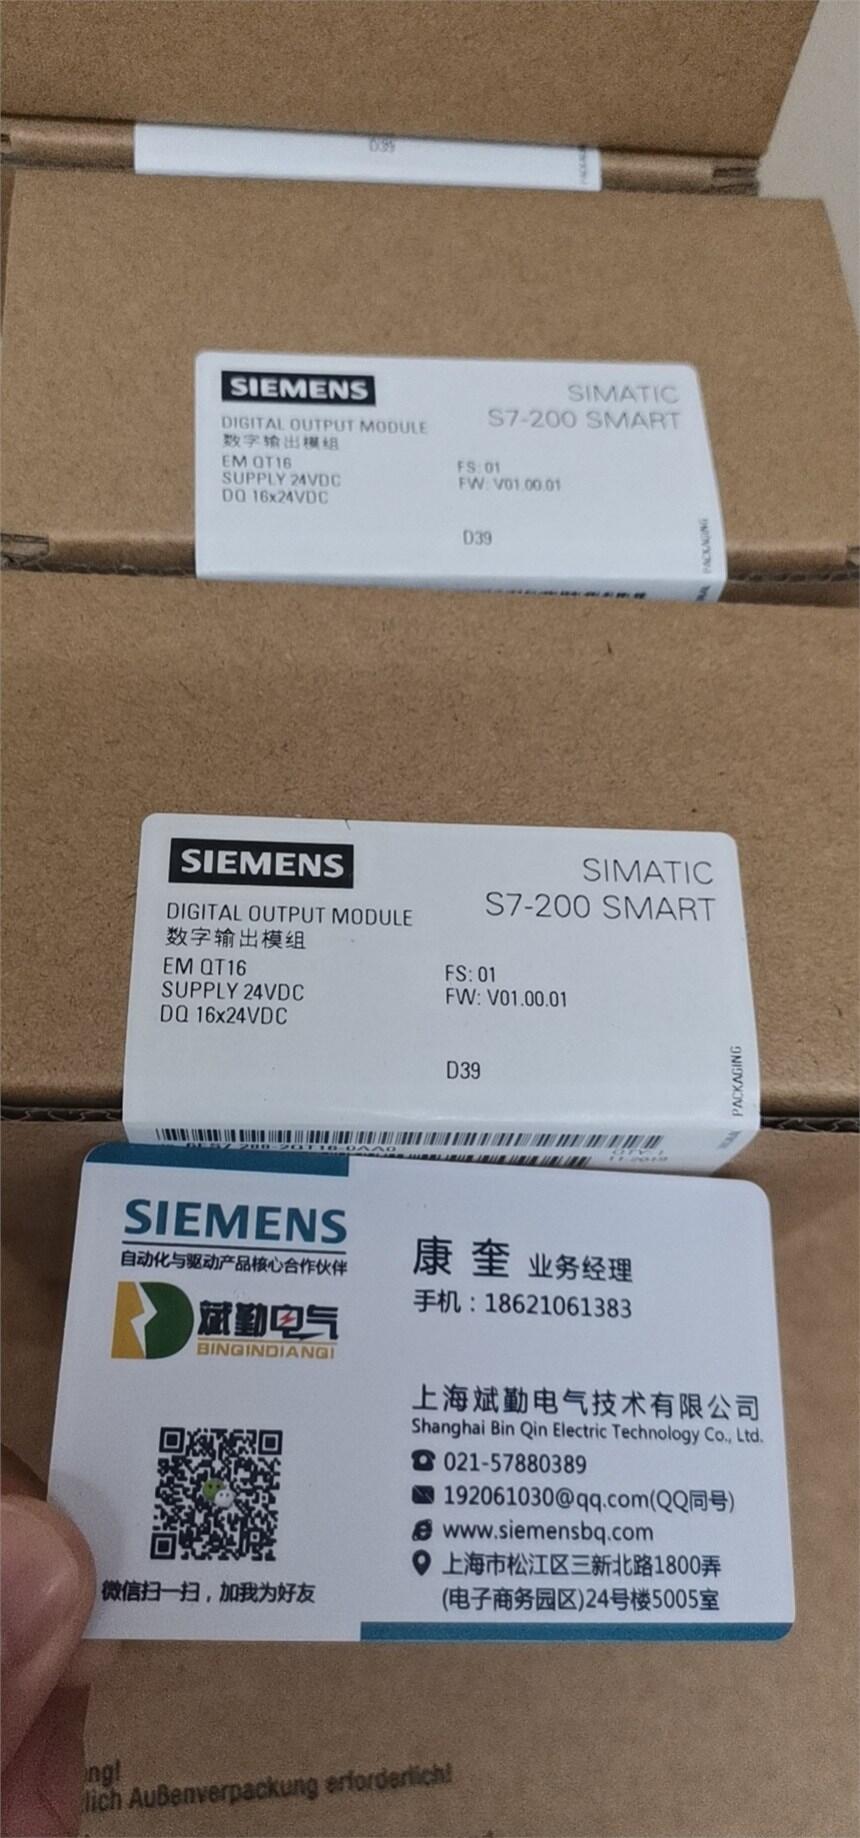 D39
SIEMENS
SIMATIC
S7-200 SMART
DIGITAL OUTPUT MODULE
数字输出模组
EM QT16
SUPPLY 24VDC
DQ 16x24VDC
FS: 01
FW: V01.00.01
D39
PACKAGING
SIEMENS
SIMATIC
S7-200 SMART
DIGITAL OUTPUT MODULE
数字输出模组
EM QT16
SUPPLY 24VDC
DQ 16x24VDC
FS: 01
FW: V01.00.01
D39
PACKAGING
6ES7 288-2QT16-0AA0
QTY: 1
11.2019
SIEMENS
自动化与驱动产品核心合作伙伴
斌勤电气
BINQINDIANQI
微信扫一扫，加我为好友
康奎 业务经理
手机：18621061383
上海斌勤电气技术有限公司
Shanghai Bin Qin Electric Technology Co., Ltd.
021-57880389
192061030@qq.com(QQ同号)
www.siemensbq.com
上海市松江区三新北路1800弄
(电子商务园区)24号楼5005室
Außenverpackung erforderlich!